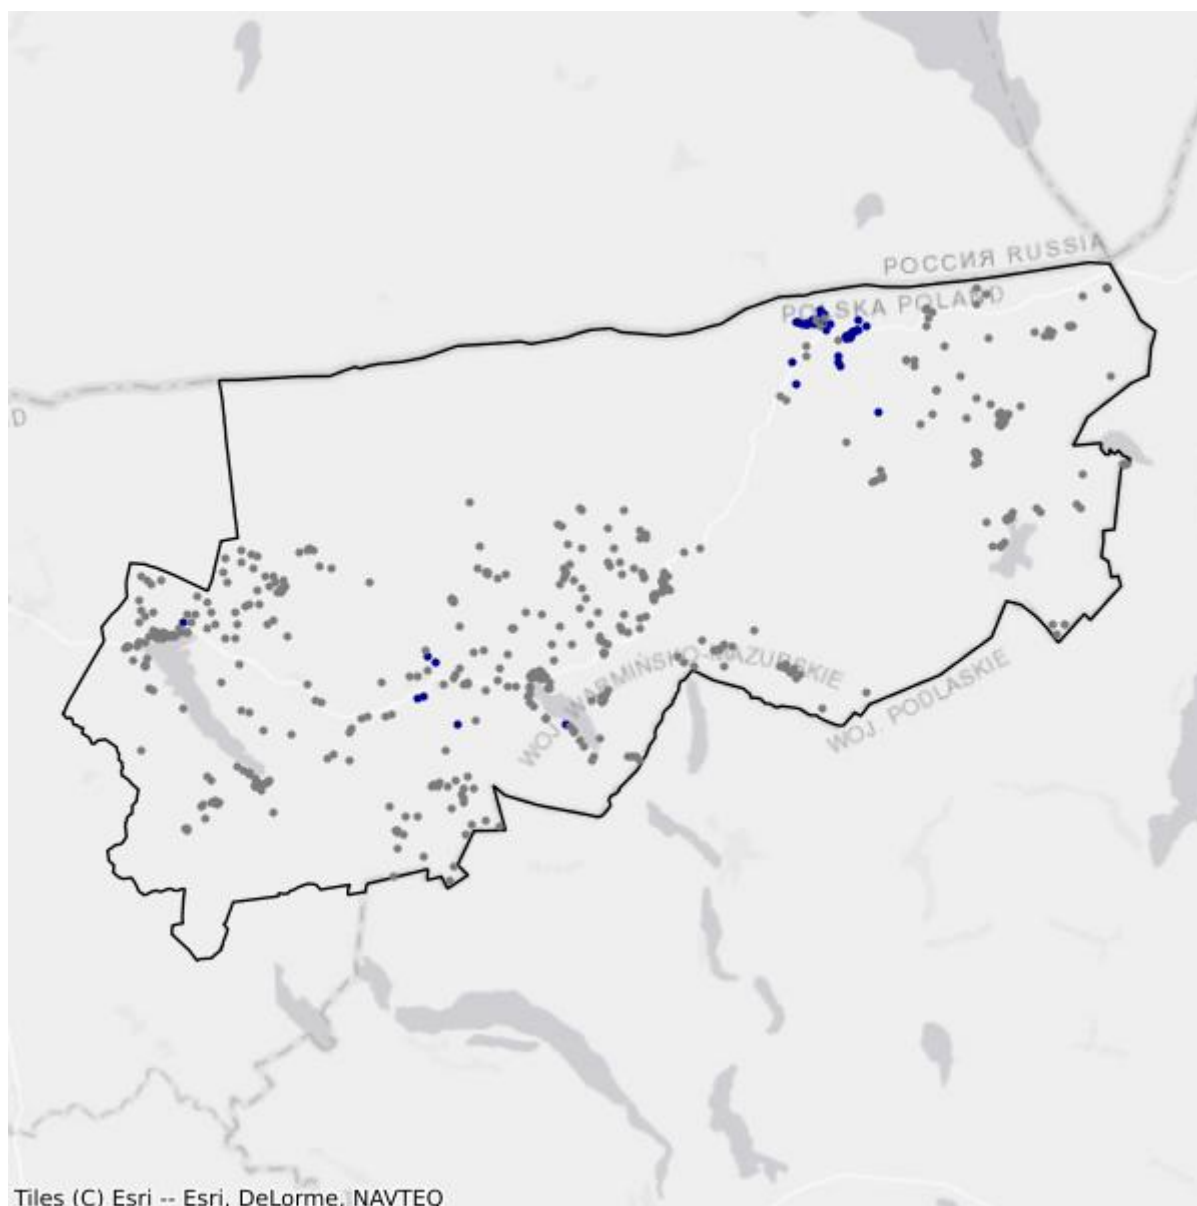 РОССИЯ RUSSIA
POLSKA POLAND
D
WOJ. WARMIŃSKO-MAZURSKIE
WOJ. PODLASKIE
Tiles (C) Esri -- Esri, DeLorme, NAVTEQ